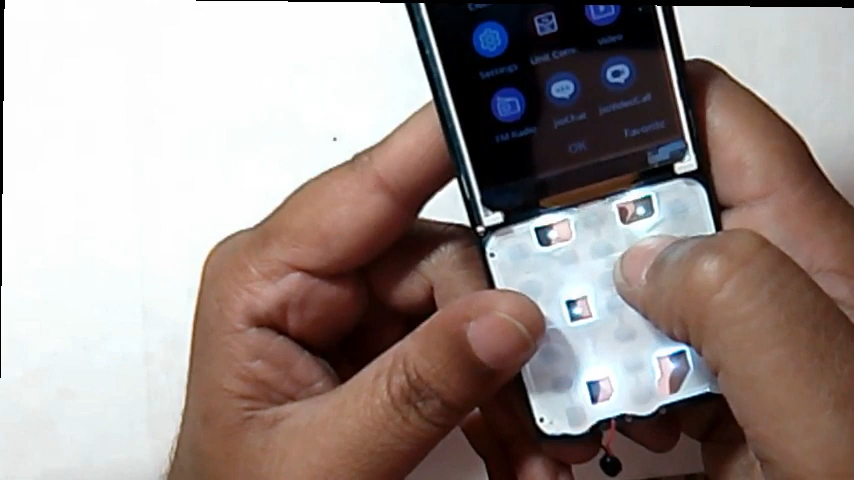 Settings
Unit Conv..
Video
FM Radio
JioChat
JioVideoCall
OK
Favorite